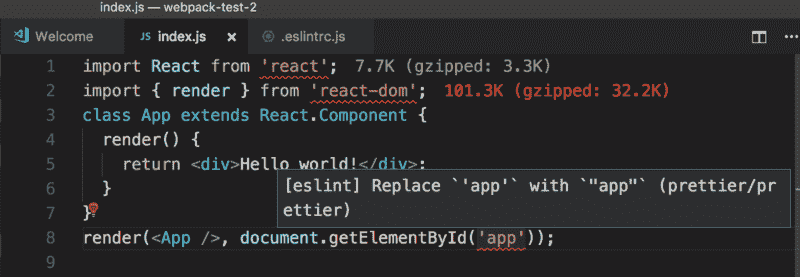 index.js — webpack-test-2
Welcome JS index.js × .eslintrc.js ...
1 import React from 'react'; 7.7K (gzipped: 3.3K)
2 import { render } from 'react-dom'; 101.3K (gzipped: 32.2K)
3 class App extends React.Component {
4 render() {
5 return <div>Hello world!</div>;
6 }
[eslint] Replace `'app'` with `"app"` (prettier/pr
ettier)
7 }
8 render(<App />, document.getElementById('app'));
9